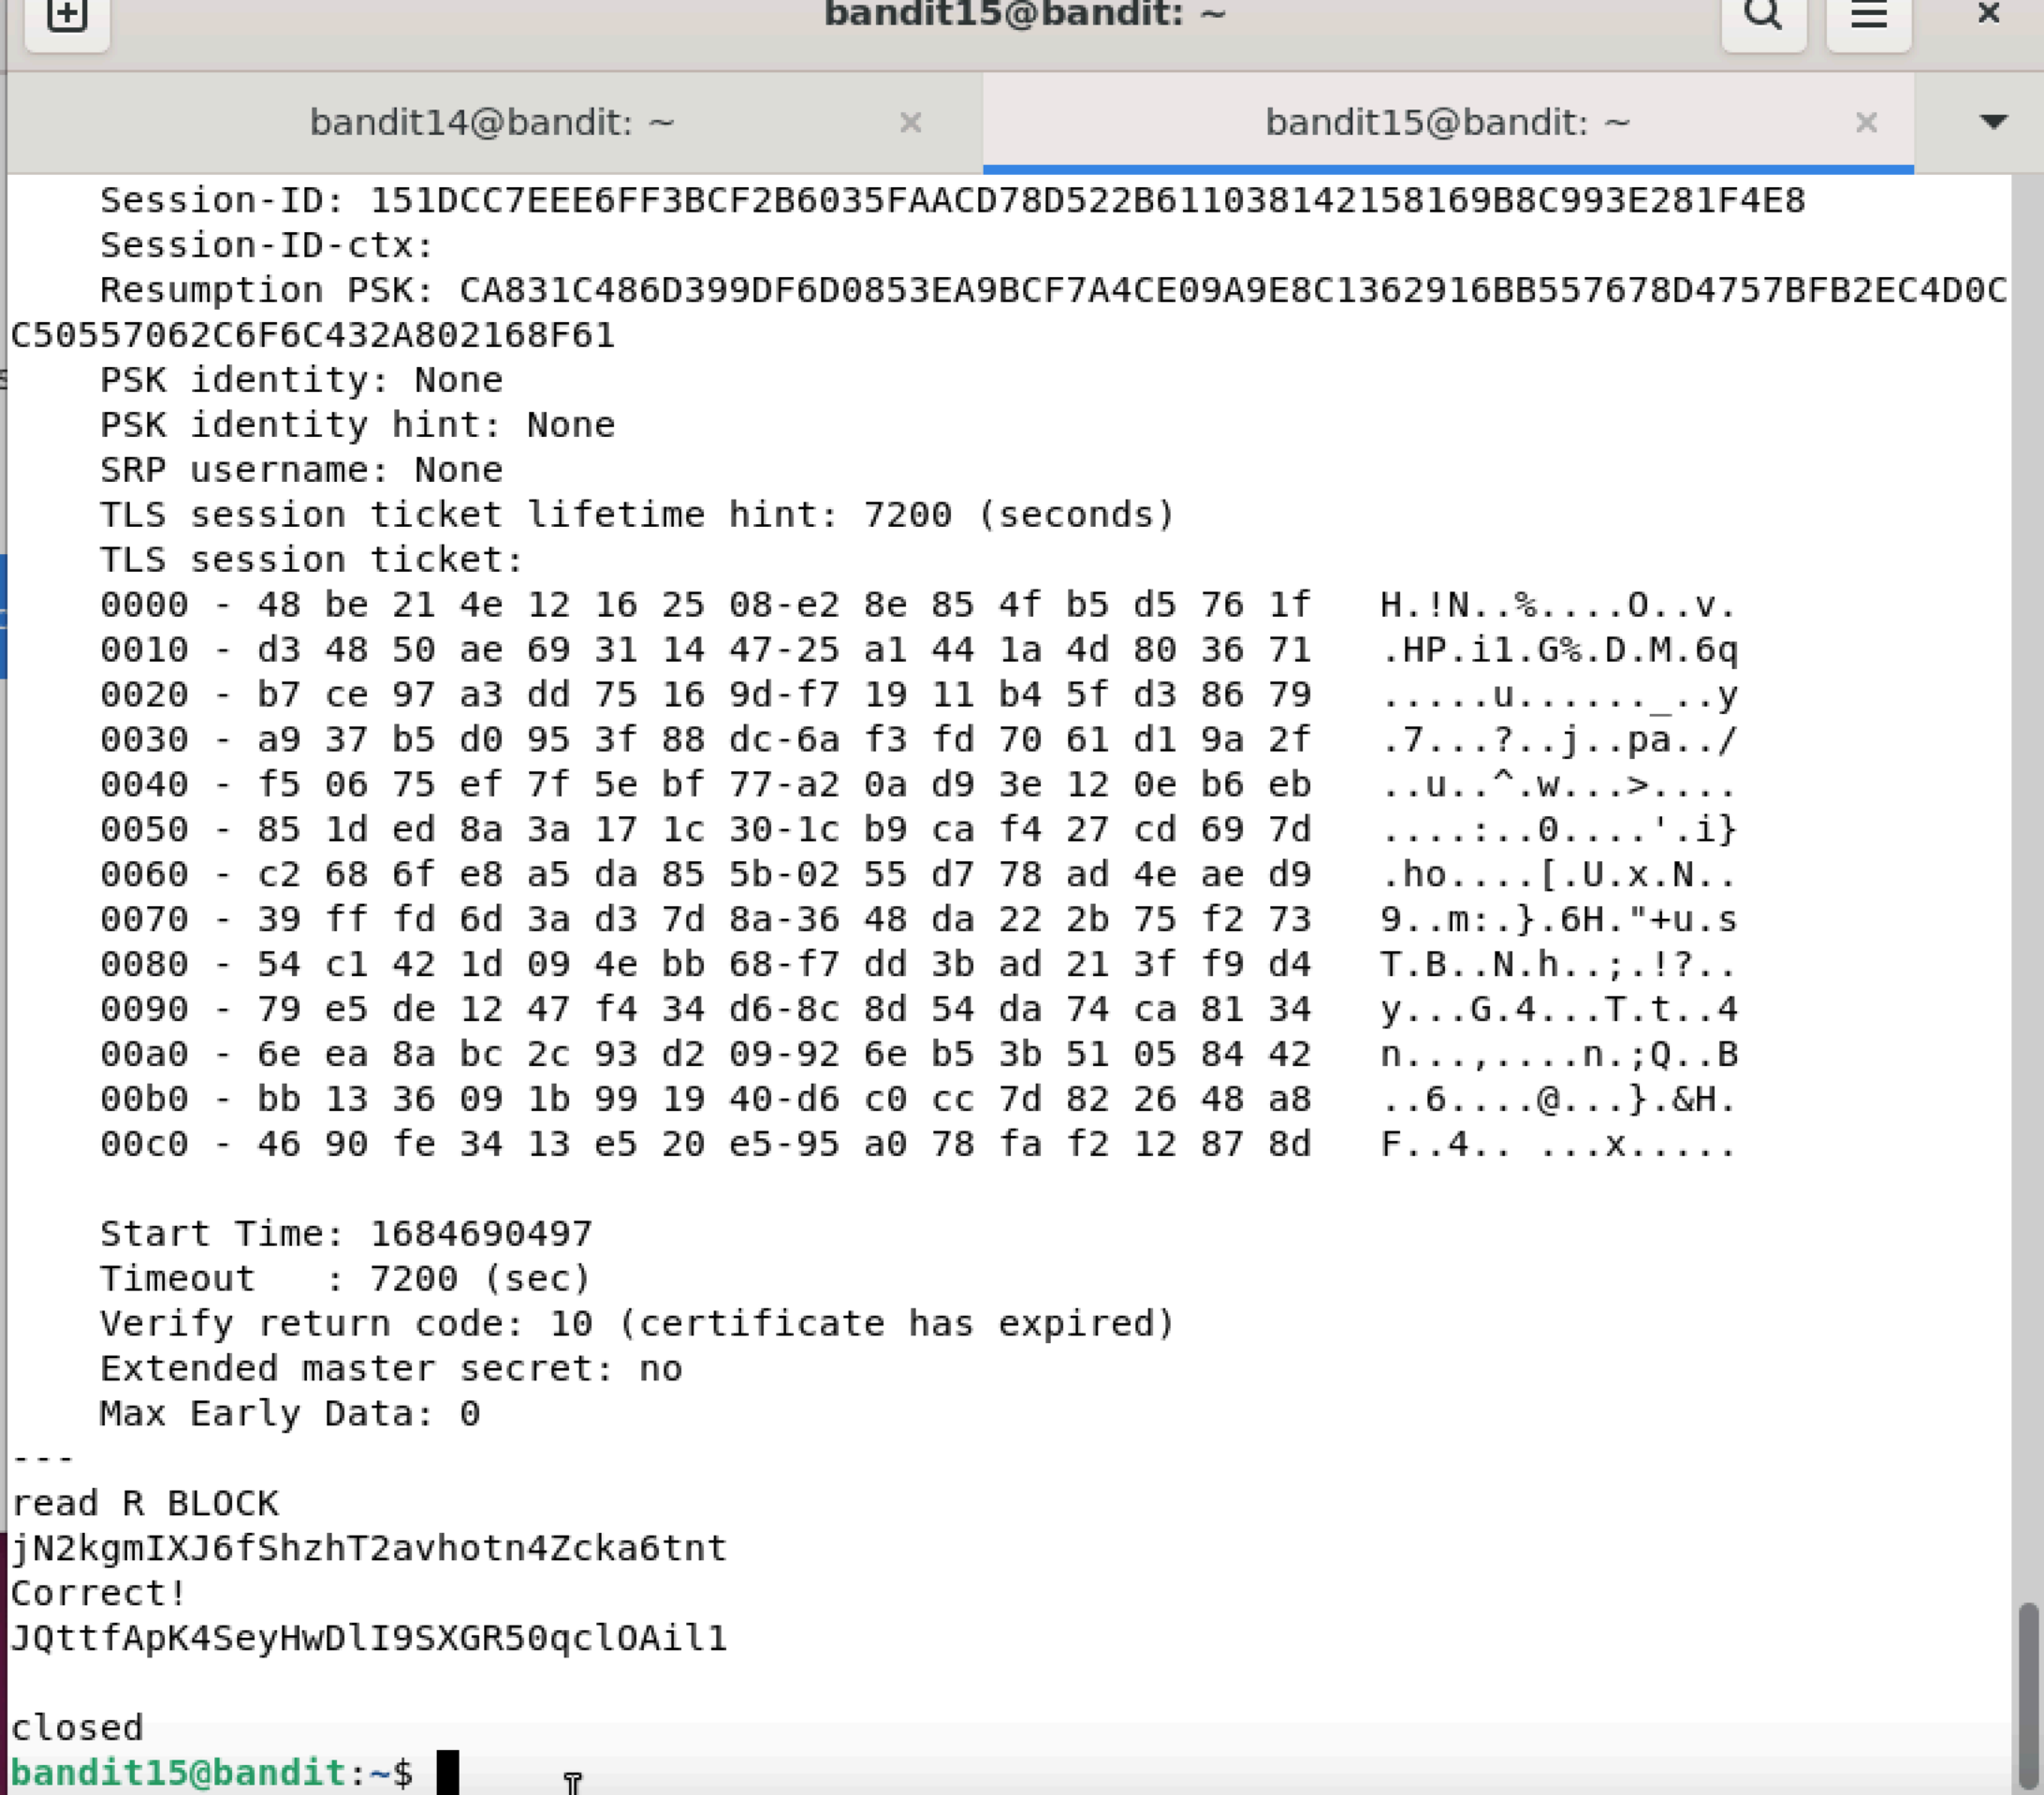 bandit15@bandit: ~
bandit14@bandit: ~ ×
bandit15@bandit: ~ ×
    Session-ID: 151DCC7EEE6FF3BCF2B6035FAACD78D522B611038142158169B8C993E281F4E8
    Session-ID-ctx:
    Resumption PSK: CA831C486D399DF6D0853EA9BCF7A4CE09A9E8C1362916BB557678D4757BFB2EC4D0C
C50557062C6F6C432A802168F61
    PSK identity: None
    PSK identity hint: None
    SRP username: None
    TLS session ticket lifetime hint: 7200 (seconds)
    TLS session ticket:
    0000 - 48 be 21 4e 12 16 25 08-e2 8e 85 4f b5 d5 76 1f   H.!N..%....O..v.
    0010 - d3 48 50 ae 69 31 14 47-25 a1 44 1a 4d 80 36 71   .HP.i1.G%.D.M.6q
    0020 - b7 ce 97 a3 dd 75 16 9d-f7 19 11 b4 5f d3 86 79   .....u......_..y
    0030 - a9 37 b5 d0 95 3f 88 dc-6a f3 fd 70 61 d1 9a 2f   .7...?..j..pa../
    0040 - f5 06 75 ef 7f 5e bf 77-a2 0a d9 3e 12 0e b6 eb   ..u..^.w...>....
    0050 - 85 1d ed 8a 3a 17 1c 30-1c b9 ca f4 27 cd 69 7d   ....:..0....'.i}
    0060 - c2 68 6f e8 a5 da 85 5b-02 55 d7 78 ad 4e ae d9   .ho....[.U.x.N..
    0070 - 39 ff fd 6d 3a d3 7d 8a-36 48 da 22 2b 75 f2 73   9..m:.}.6H."+u.s
    0080 - 54 c1 42 1d 09 4e bb 68-f7 dd 3b ad 21 3f f9 d4   T.B..N.h..;.!?..
    0090 - 79 e5 de 12 47 f4 34 d6-8c 8d 54 da 74 ca 81 34   y...G.4...T.t..4
    00a0 - 6e ea 8a bc 2c 93 d2 09-92 6e b5 3b 51 05 84 42   n...,....n.;Q..B
    00b0 - bb 13 36 09 1b 99 19 40-d6 c0 cc 7d 82 26 48 a8   ..6....@...}.&H.
    00c0 - 46 90 fe 34 13 e5 20 e5-95 a0 78 fa f2 12 87 8d   F..4.. ...x.....
    Start Time: 1684690497
    Timeout   : 7200 (sec)
    Verify return code: 10 (certificate has expired)
    Extended master secret: no
    Max Early Data: 0
---
read R BLOCK
jN2kgmIXJ6fShzhT2avhotn4Zcka6tnt
Correct!
JQttfApK4SeyHwDlI9SXGR50qclOAil1
closed
bandit15@bandit:~$